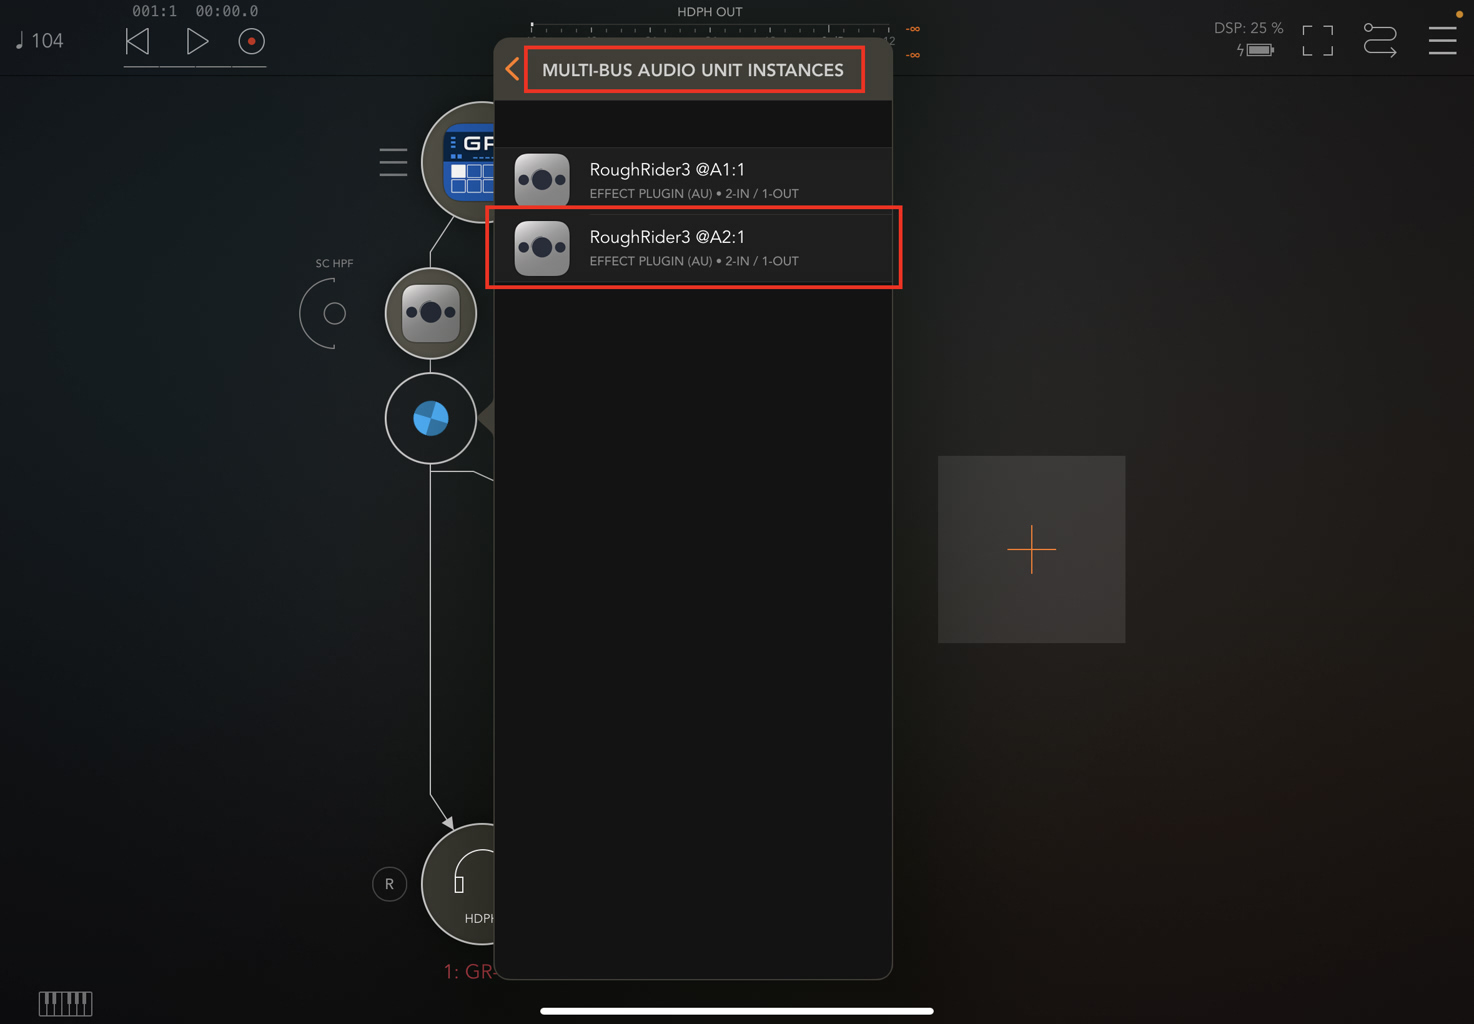 HDPH OUT
001:1 00:00.0
104
DSP: 25 %
-∞
-∞
12
MULTI-BUS AUDIO UNIT INSTANCES
GR
RoughRider3 @A1:1
EFFECT PLUGIN (AU) • 2-IN / 1-OUT
RoughRider3 @A2:1
EFFECT PLUGIN (AU) • 2-IN / 1-OUT
SC HPF
R
HDPH
1: GR-